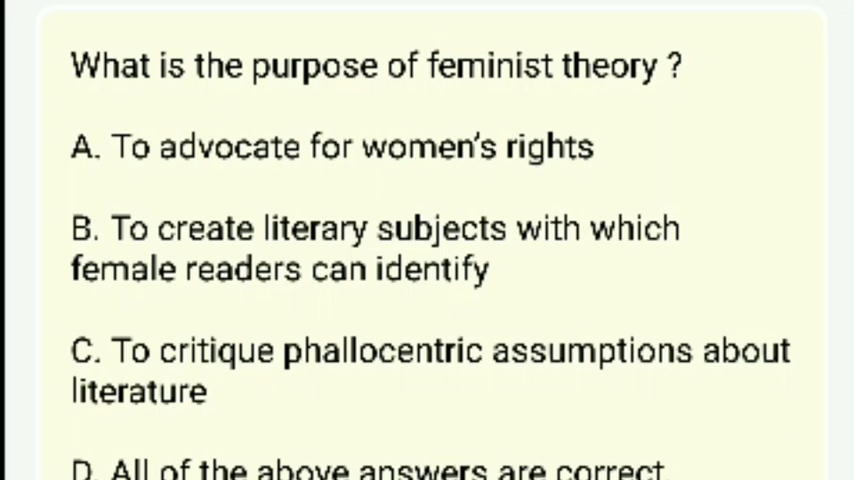 What is the purpose of feminist theory ?
A. To advocate for women's rights
B. To create literary subjects with which
female readers can identify
C. To critique phallocentric assumptions about
literature
D. All of the above answers are correct.